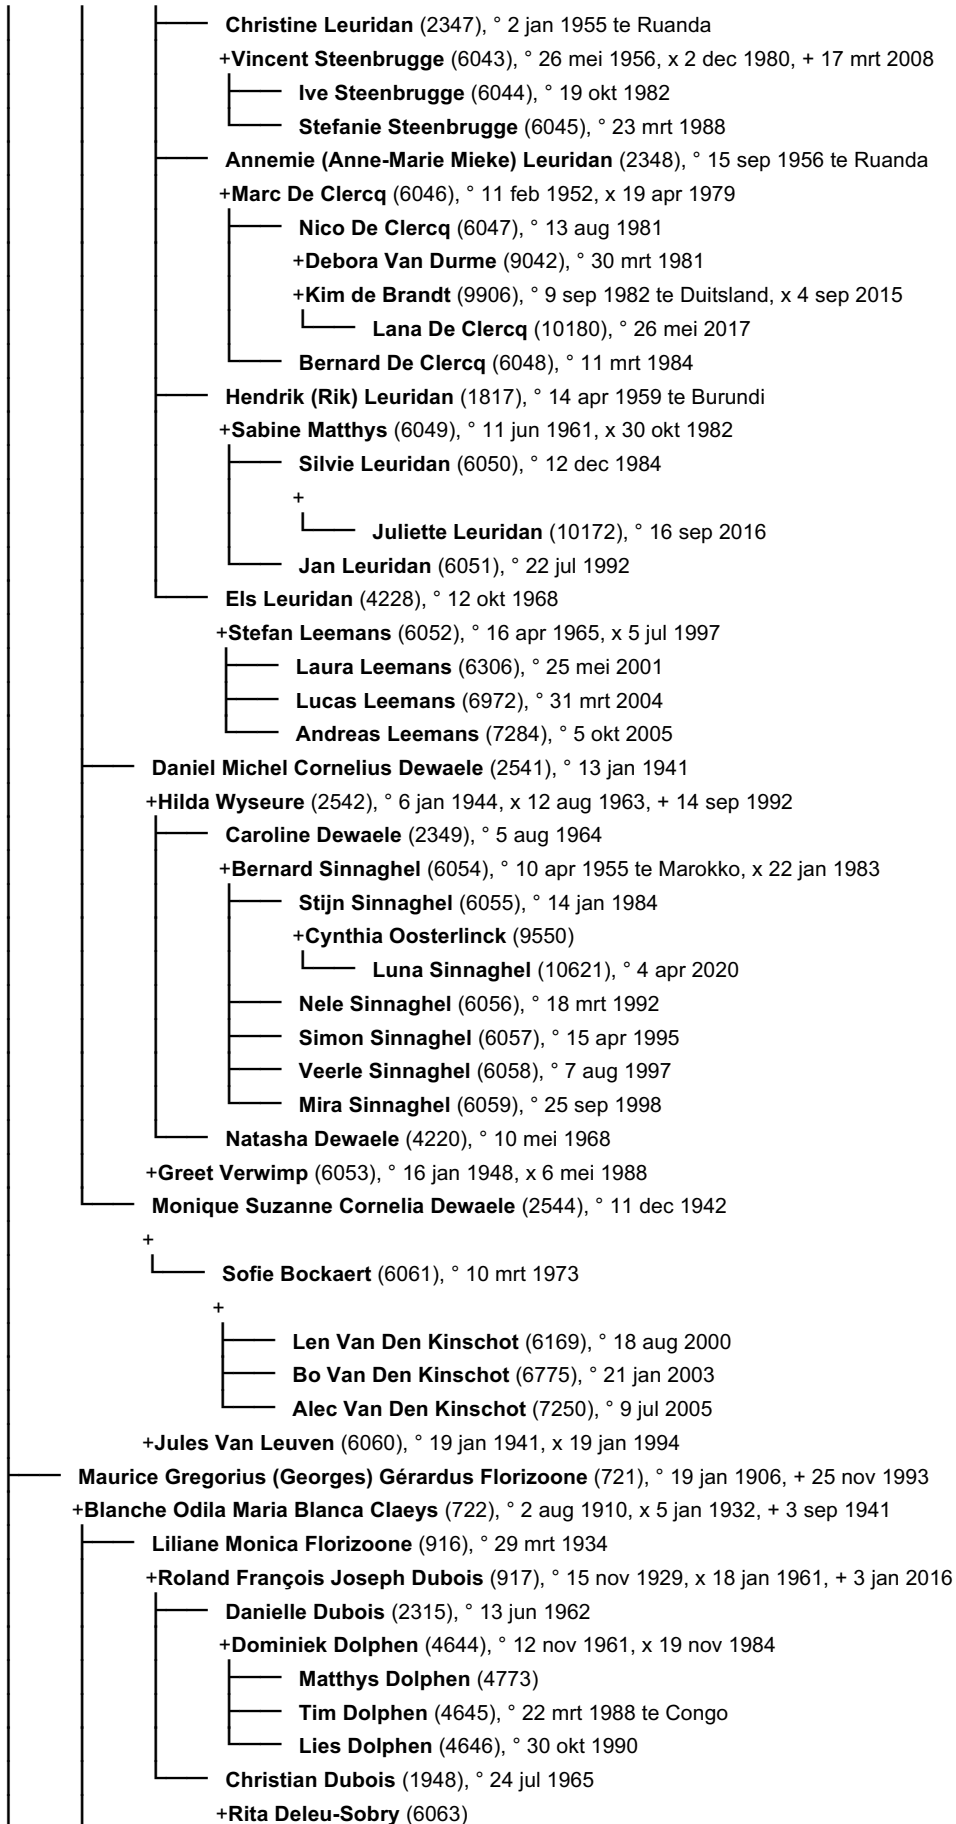 Christine Leuridan (2347), ° 2 jan 1955 te Ruanda
+Vincent Steenbrugge (6043), ° 26 mei 1956, x 2 dec 1980, + 17 mrt 2008
Ive Steenbrugge (6044), ° 19 okt 1982
Stefanie Steenbrugge (6045), ° 23 mrt 1988
Annemie (Anne-Marie Mieke) Leuridan (2348), ° 15 sep 1956 te Ruanda
+Marc De Clercq (6046), ° 11 feb 1952, x 19 apr 1979
Nico De Clercq (6047), ° 13 aug 1981
+Debora Van Durme (9042), ° 30 mrt 1981
+Kim de Brandt (9906), ° 9 sep 1982 te Duitsland, x 4 sep 2015
Lana De Clercq (10180), ° 26 mei 2017
Bernard De Clercq (6048), ° 11 mrt 1984
Hendrik (Rik) Leuridan (1817), ° 14 apr 1959 te Burundi
+Sabine Matthys (6049), ° 11 jun 1961, x 30 okt 1982
Silvie Leuridan (6050), ° 12 dec 1984
+
Juliette Leuridan (10172), ° 16 sep 2016
Jan Leuridan (6051), ° 22 jul 1992
Els Leuridan (4228), ° 12 okt 1968
+Stefan Leemans (6052), ° 16 apr 1965, x 5 jul 1997
Laura Leemans (6306), ° 25 mei 2001
Lucas Leemans (6972), ° 31 mrt 2004
Andreas Leemans (7284), ° 5 okt 2005
Daniel Michel Cornelius Dewaele (2541), ° 13 jan 1941
+Hilda Wyseure (2542), ° 6 jan 1944, x 12 aug 1963, + 14 sep 1992
Caroline Dewaele (2349), ° 5 aug 1964
+Bernard Sinnaghel (6054), ° 10 apr 1955 te Marokko, x 22 jan 1983
Stijn Sinnaghel (6055), ° 14 jan 1984
+Cynthia Oosterlinck (9550)
Luna Sinnaghel (10621), ° 4 apr 2020
Nele Sinnaghel (6056), ° 18 mrt 1992
Simon Sinnaghel (6057), ° 15 apr 1995
Veerle Sinnaghel (6058), ° 7 aug 1997
Mira Sinnaghel (6059), ° 25 sep 1998
Natasha Dewaele (4220), ° 10 mei 1968
+Greet Verwimp (6053), ° 16 jan 1948, x 6 mei 1988
Monique Suzanne Cornelia Dewaele (2544), ° 11 dec 1942
+
Sofie Bockaert (6061), ° 10 mrt 1973
+
Len Van Den Kinschot (6169), ° 18 aug 2000
Bo Van Den Kinschot (6775), ° 21 jan 2003
Alec Van Den Kinschot (7250), ° 9 jul 2005
+Jules Van Leuven (6060), ° 19 jan 1941, x 19 jan 1994
Maurice Gregorius (Georges) Gérardus Florizoone (721), ° 19 jan 1906, + 25 nov 1993
+Blanche Odila Maria Blanca Claeys (722), ° 2 aug 1910, x 5 jan 1932, + 3 sep 1941
Liliane Monica Florizoone (916), ° 29 mrt 1934
+Roland François Joseph Dubois (917), ° 15 nov 1929, x 18 jan 1961, + 3 jan 2016
Danielle Dubois (2315), ° 13 jun 1962
+Dominiek Dolphen (4644), ° 12 nov 1961, x 19 nov 1984
Matthys Dolphen (4773)
Tim Dolphen (4645), ° 22 mrt 1988 te Congo
Lies Dolphen (4646), ° 30 okt 1990
Christian Dubois (1948), ° 24 jul 1965
+Rita Deleu-Sobry (6063)